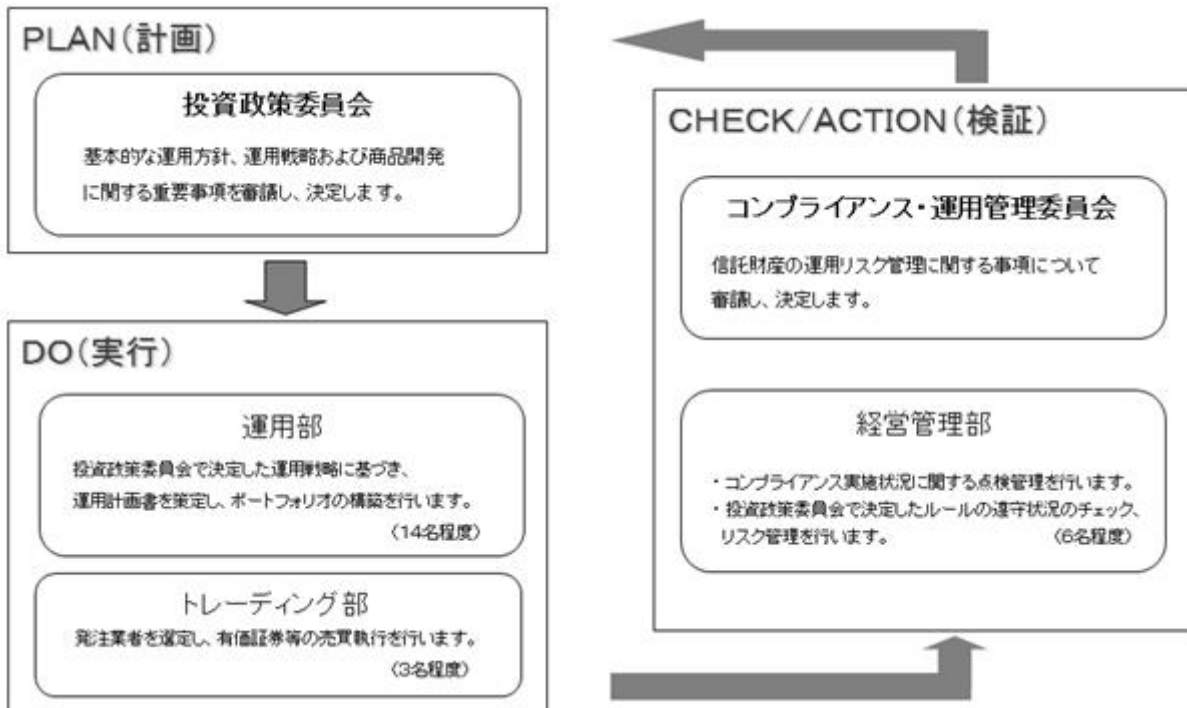 PLAN(計画)
投資政策委員会
基本的な運用方針、運用戦略および商品開発
に関する重要事項を審議し、決定します。
DO(実行)
運用部
投資政策委員会で決定した運用戦略に基づき、
運用計画書を策定し、ポートフォリオの構築を行います。
(14名程度)
トレーディング部
発注業者を選定し、有価証券等の売買執行を行います。
(3名程度)
CHECK/ACTION(検証)
コンプライアンス・運用管理委員会
信託財産の運用リスク管理に関する事項について
審議し、決定します。
経営管理部
・コンプライアンス実施状況に関する点検管理を行います。
・投資政策委員会で決定したルールの遵守状況のチェック、
リスク管理を行います。 (6名程度)